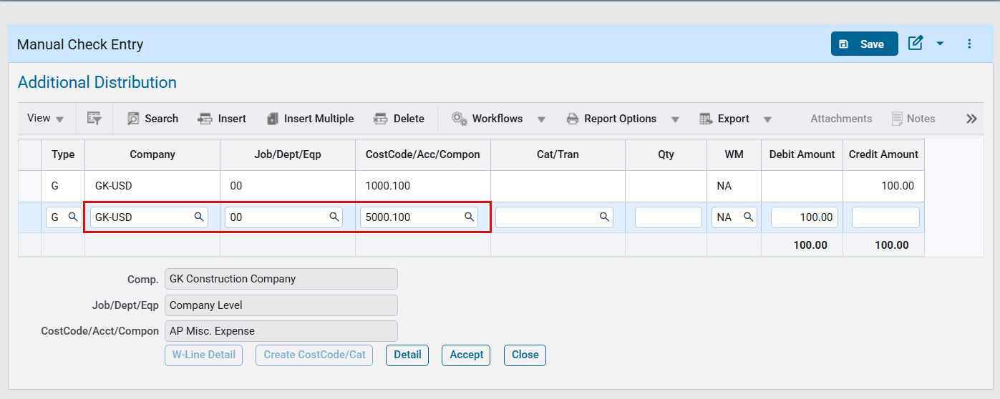 Manual Check Entry Save
Additional Distribution
View Search Insert Insert Multiple Delete Workflows Report Options Export Attachments Notes
Type Company Job/Dept/Eqp CostCode/Acc/Compon Cat/Tran Qty WM Debit Amount Credit Amount
G GK-USD 00 1000.100 NA 100.00
G GK-USD 00 5000.100 NA 100.00
100.00 100.00
Comp. GK Construction Company
Job/Dept/Eqp Company Level
CostCode/Acct/Compon AP Misc. Expense
W-Line Detail Create CostCode/Cat Detail Accept Close